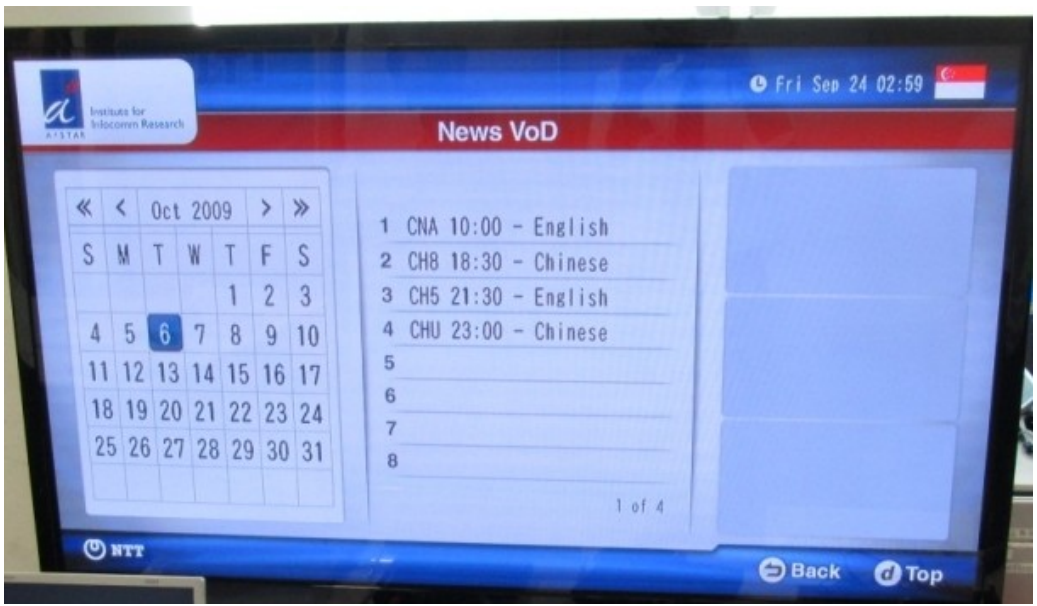 Institute for
Infocomm Research
A*STAR
Fri Sep 24 02:59
News VoD
« < Oct 2009 > »
S M T W T F S
1 2 3
4 5 6 7 8 9 10
11 12 13 14 15 16 17
18 19 20 21 22 23 24
25 26 27 28 29 30 31
1 CNA 10:00 - English
2 CH8 18:30 - Chinese
3 CH5 21:30 - English
4 CHU 23:00 - Chinese
5
6
7
8
1 of 4
NTT
Back
d Top